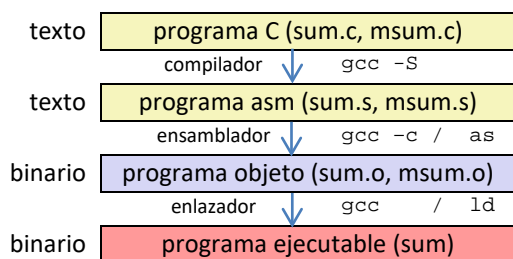 texto programa C (sum.c, msum.c)
compilador gcc -S
texto programa asm (sum.s, msum.s)
ensamblador gcc -c / as
binario programa objeto (sum.o, msum.o)
enlazador gcc / ld
binario programa ejecutable (sum)